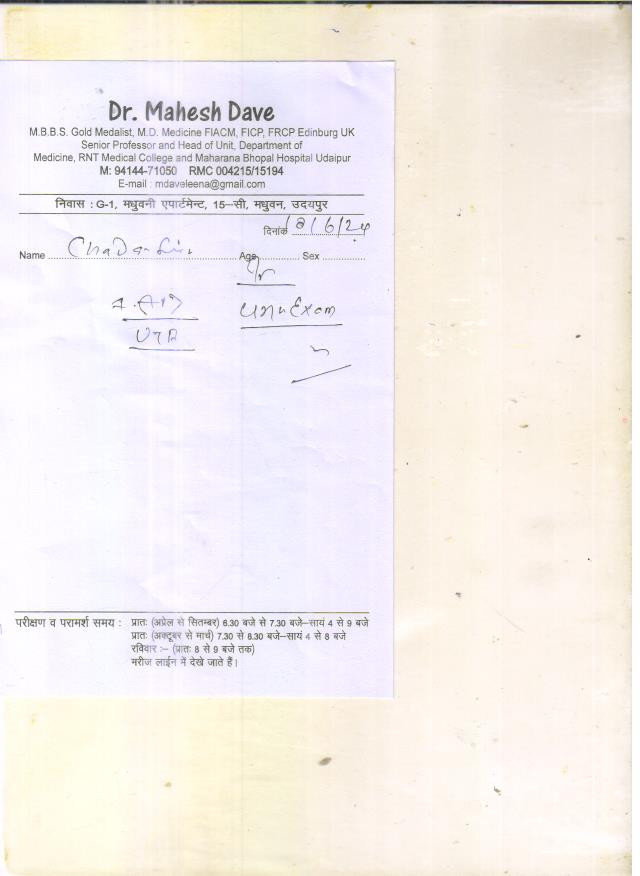 Dr. Mahesh Dave
M.B.B.S. Gold Medalist, M.D. Medicine FIACM, FICP, FRCP Edinburg UK
Senior Professor and Head of Unit, Department of
Medicine, RNT Medical College and Maharana Bhopal Hospital Udaipur
M: 94144-71050 RMC 004215/15194
E-mail : mdaveleena@gmail.com
निवास : G-1, मधुवनी एपार्टमेन्ट, 15–सी, मधुवन, उदयपुर
दिनांक
Name Age Sex
Exam
परीक्षण व परामर्श समय : प्रातः (अप्रेल से सितम्बर) 6.30 बजे से 7.30 बजे–सायं 4 से 9 बजे
प्रातः (अक्टूबर से मार्च) 7.30 से 8.30 बजे–सायं 4 से 8 बजे
रविवार :– (प्रातः 8 से 9 बजे तक)
मरीज लाईन में देखे जाते हैं।